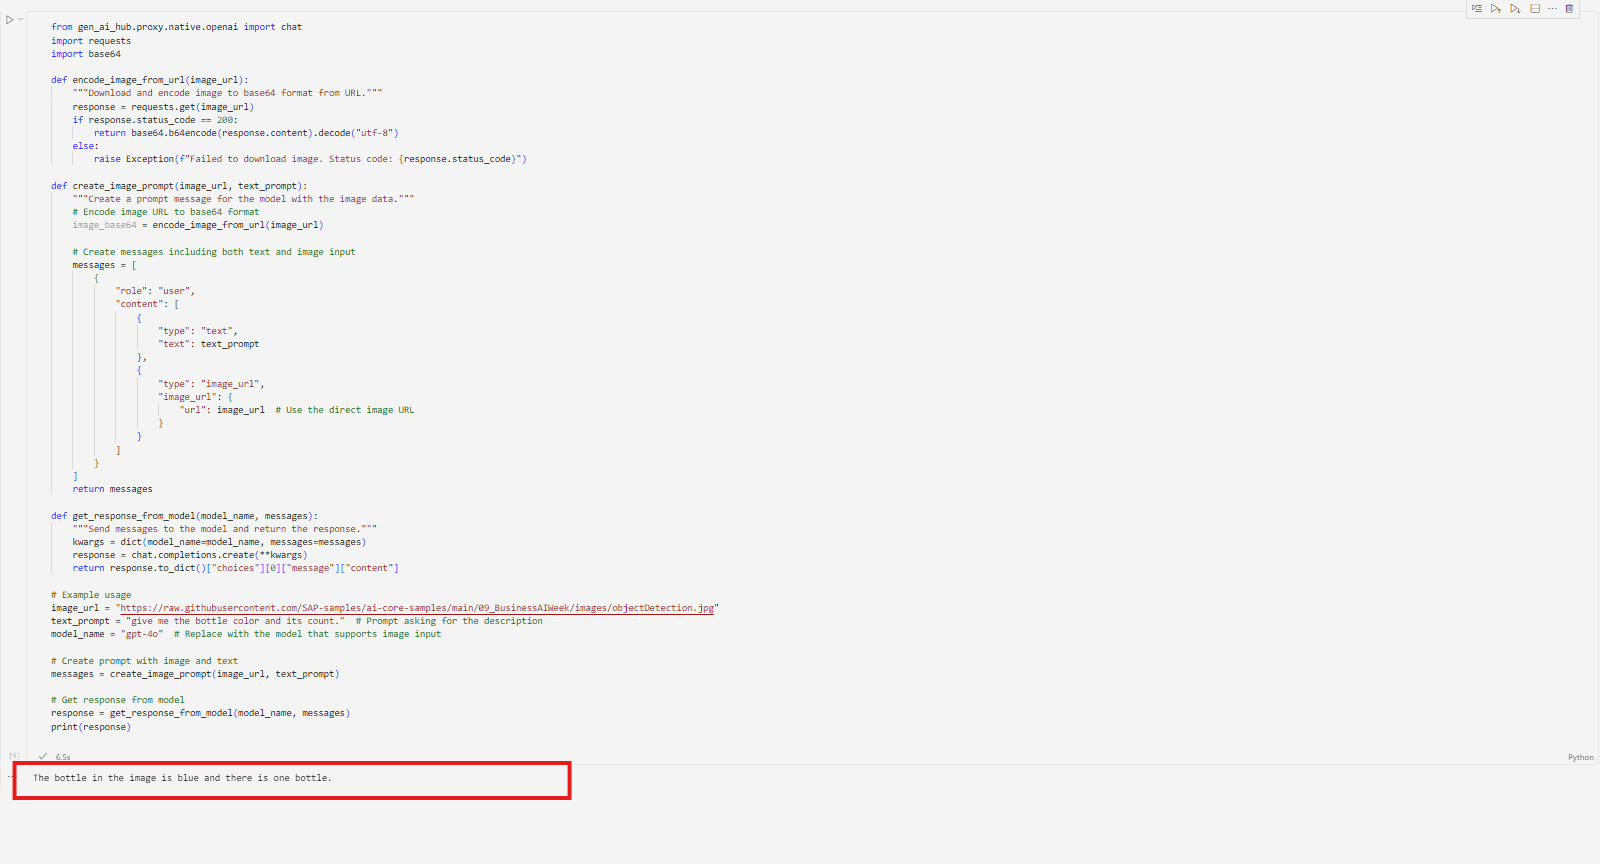 from gen_ai_hub.proxy.native.openai import chat
import requests
import base64
def encode_image_from_url(image_url):
"""Download and encode image to base64 format from URL."""
response = requests.get(image_url)
if response.status_code == 200:
return base64.b64encode(response.content).decode("utf-8")
else:
raise Exception(f"Failed to download image. Status code: {response.status_code}")
def create_image_prompt(image_url, text_prompt):
"""Create a prompt message for the model with the image data."""
# Encode image URL to base64 format
image_base64 = encode_image_from_url(image_url)
# Create messages including both text and image input
messages = [
{
"role": "user",
"content": [
{
"type": "text",
"text": text_prompt
},
{
"type": "image_url",
"image_url": {
"url": image_url  # Use the direct image URL
}
}
]
}
]
return messages
def get_response_from_model(model_name, messages):
"""Send messages to the model and return the response."""
kwargs = dict(model_name=model_name, messages=messages)
response = chat.completions.create(**kwargs)
return response.to_dict()["choices"][0]["message"]["content"]
# Example usage
image_url = "https://raw.githubusercontent.com/SAP-samples/ai-core-samples/main/09_BusinessAIWeek/images/objectDetection.jpg"
text_prompt = "give me the bottle color and its count."  # Prompt asking for the description
model_name = "gpt-4o"  # Replace with the model that supports image input
# Create prompt with image and text
messages = create_image_prompt(image_url, text_prompt)
# Get response from model
response = get_response_from_model(model_name, messages)
print(response)
[5] 6.5s Python
The bottle in the image is blue and there is one bottle.